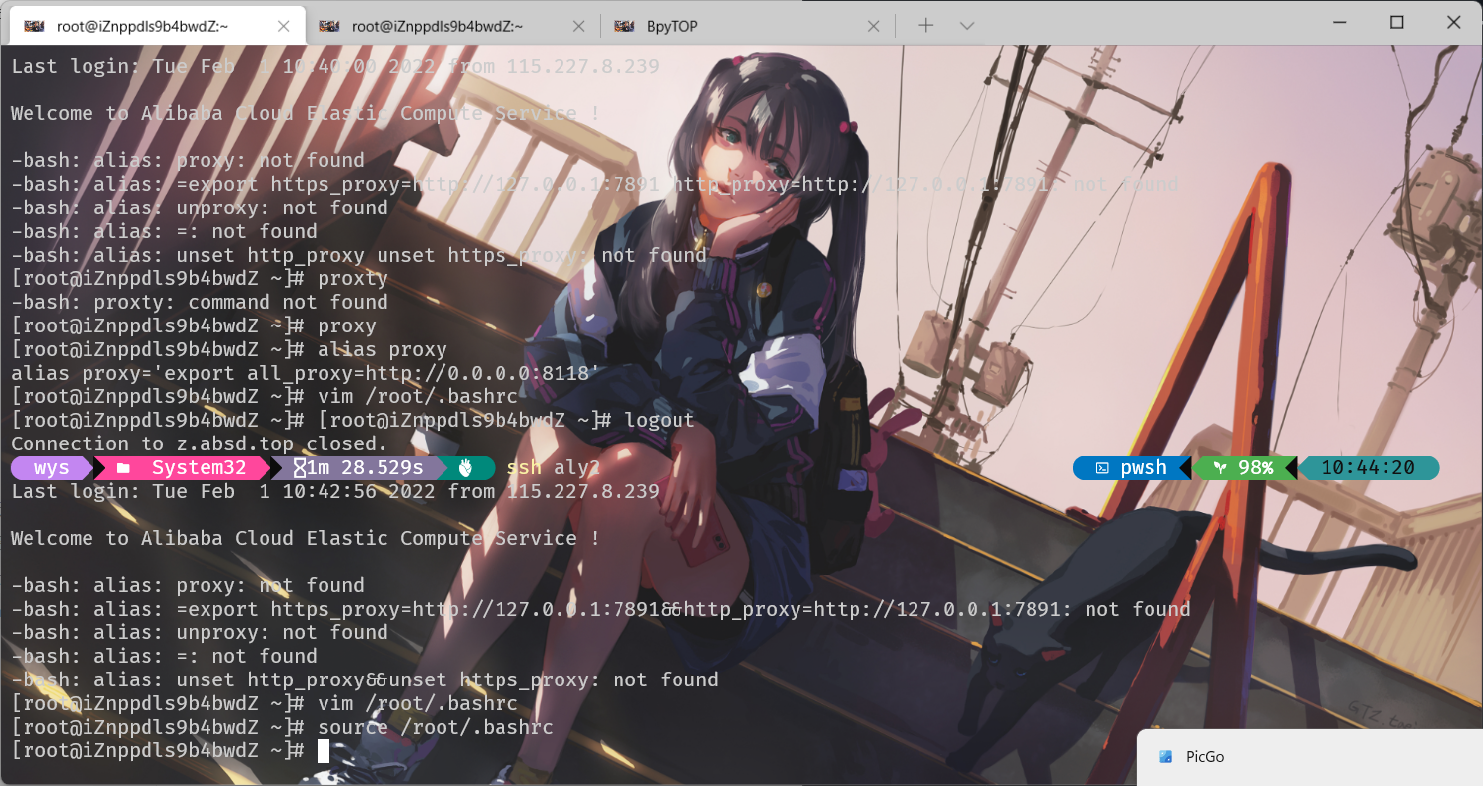 root@iZnppdls9b4bwdZ:~ root@iZnppdls9b4bwdZ:~ BpyTOP
Last login: Tue Feb  1 10:40:00 2022 from 115.227.8.239
Welcome to Alibaba Cloud Elastic Compute Service !
-bash: alias: proxy: not found
-bash: alias: =export https_proxy=http://127.0.0.1:7891 http_proxy=http://127.0.0.1:7891: not found
-bash: alias: unproxy: not found
-bash: alias: =: not found
-bash: alias: unset http_proxy unset https_proxy: not found
[root@iZnppdls9b4bwdZ ~]# proxty
-bash: proxty: command not found
[root@iZnppdls9b4bwdZ ~]# proxy
[root@iZnppdls9b4bwdZ ~]# alias proxy
alias proxy='export all_proxy=http://0.0.0.0:8118'
[root@iZnppdls9b4bwdZ ~]# vim /root/.bashrc
[root@iZnppdls9b4bwdZ ~]# [root@iZnppdls9b4bwdZ ~]# logout
Connection to z.absd.top closed.
wys System32 1m 28.529s ssh aly2 pwsh 98% 10:44:20
Last login: Tue Feb  1 10:42:56 2022 from 115.227.8.239
Welcome to Alibaba Cloud Elastic Compute Service !
-bash: alias: proxy: not found
-bash: alias: =export https_proxy=http://127.0.0.1:7891&&http_proxy=http://127.0.0.1:7891: not found
-bash: alias: unproxy: not found
-bash: alias: =: not found
-bash: alias: unset http_proxy&&unset https_proxy: not found
[root@iZnppdls9b4bwdZ ~]# vim /root/.bashrc
[root@iZnppdls9b4bwdZ ~]# source /root/.bashrc
[root@iZnppdls9b4bwdZ ~]#
PicGo